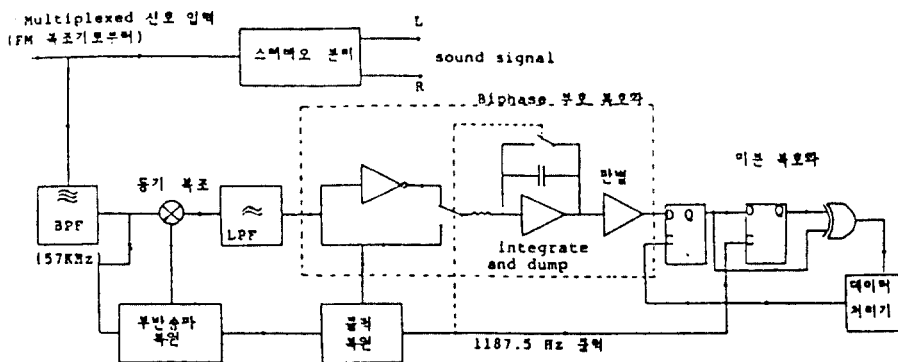 Multiplexed 신호 입력
(FM 복조기로부터)
스테레오 분리
L
R
sound signal
Biphase 부호 복호화
동기 복조
BPF
(57KHz)
LPF
판별
미분 복호화
integrate
and dump
D Q
D Q
부반송파
복원
클럭
복원
1187.5 Hz 클럭
데이터
처리기